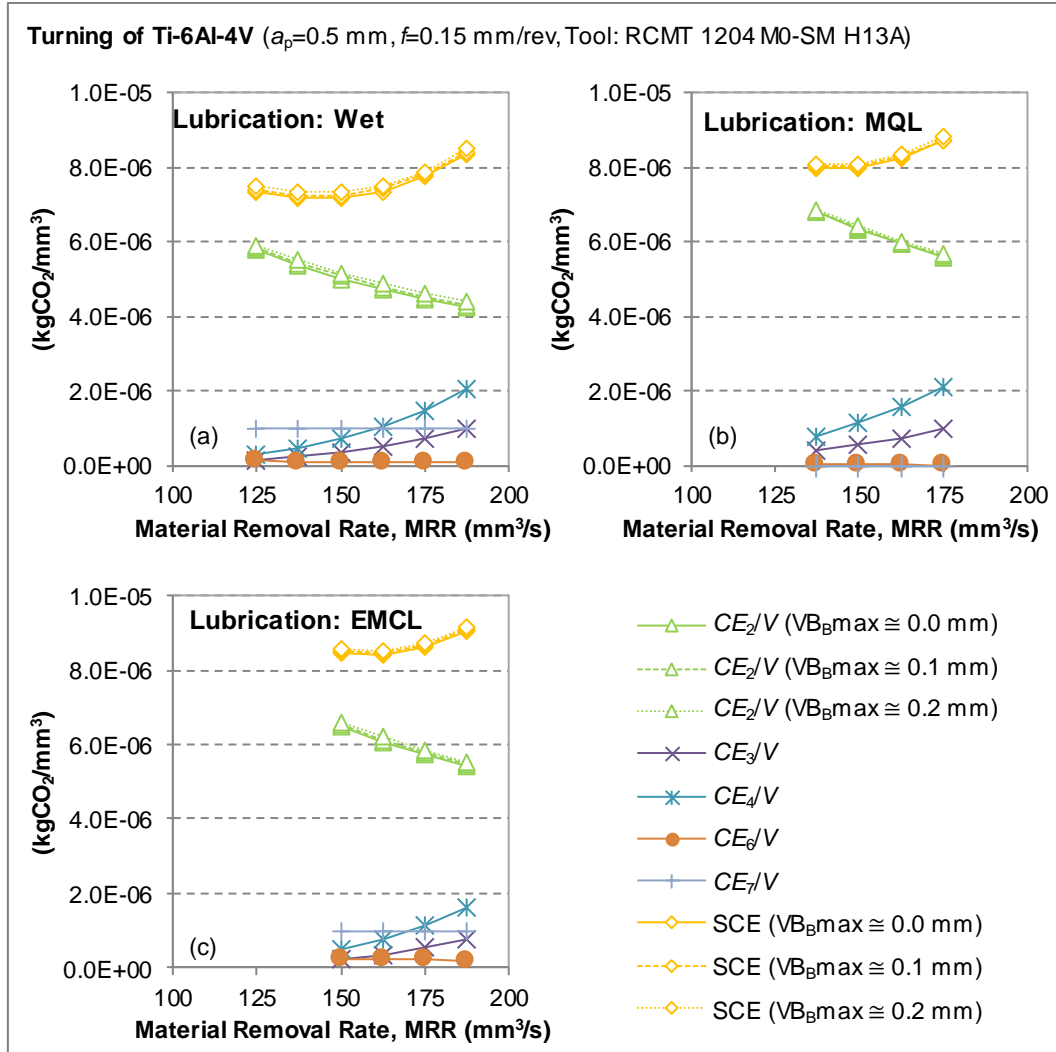 Turning of Ti-6Al-4V (ap=0.5 mm, f=0.15 mm/rev, Tool: RCMT 1204 M0-SM H13A)
Lubrication: Wet
1.0E-05
8.0E-06
6.0E-06
4.0E-06
2.0E-06
0.0E+00
(kgCO2/mm3)
(a)
100 125 150 175 200
Material Removal Rate, MRR (mm3/s)
Lubrication: MQL
1.0E-05
8.0E-06
6.0E-06
4.0E-06
2.0E-06
0.0E+00
(kgCO2/mm3)
(b)
100 125 150 175 200
Material Removal Rate, MRR (mm3/s)
Lubrication: EMCL
1.0E-05
8.0E-06
6.0E-06
4.0E-06
2.0E-06
0.0E+00
(kgCO2/mm3)
(c)
100 125 150 175 200
Material Removal Rate, MRR (mm3/s)
CE2/V (VBBmax ≅ 0.0 mm)
CE2/V (VBBmax ≅ 0.1 mm)
CE2/V (VBBmax ≅ 0.2 mm)
CE3/V
CE4/V
CE6/V
CE7/V
SCE (VBBmax ≅ 0.0 mm)
SCE (VBBmax ≅ 0.1 mm)
SCE (VBBmax ≅ 0.2 mm)